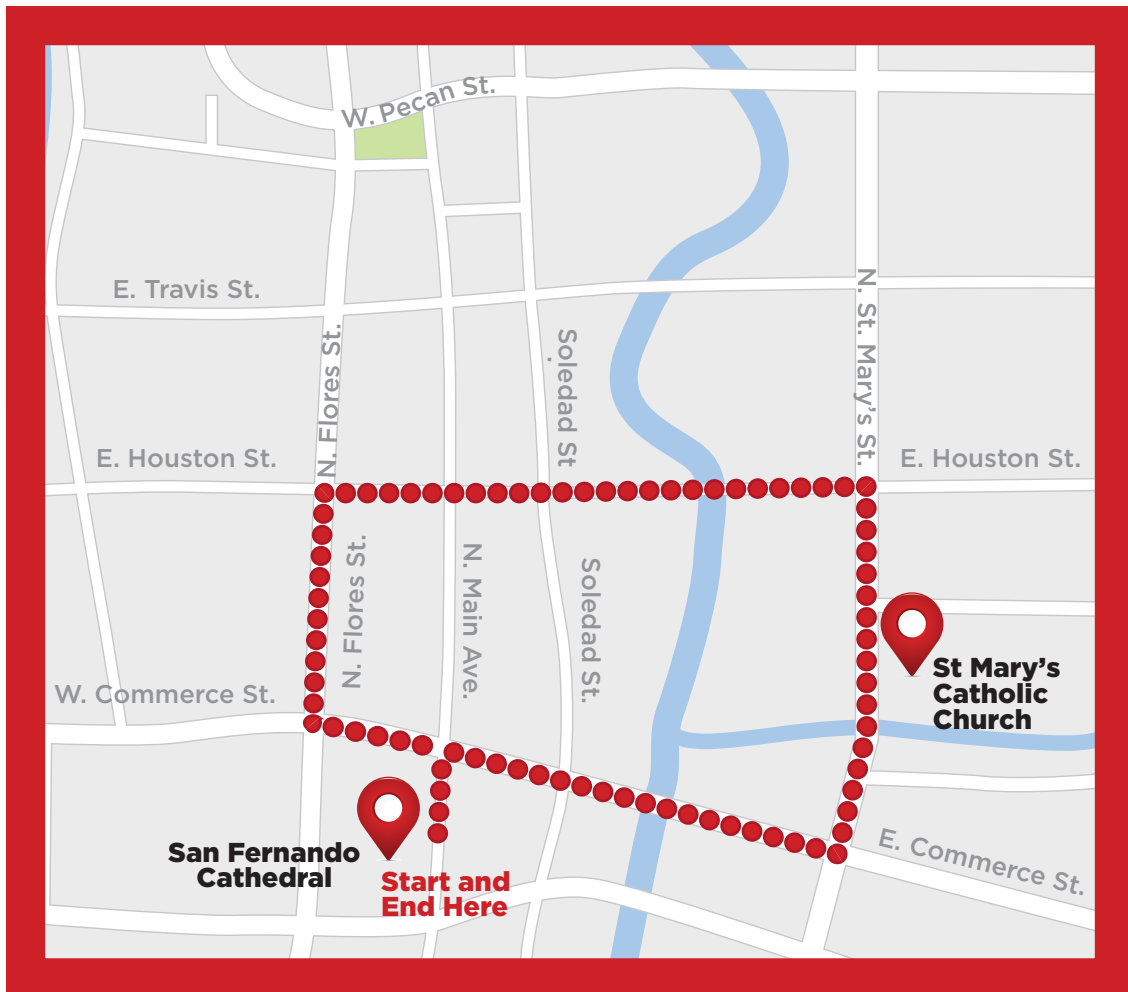 W. Pecan St.
E. Travis St.
N. St. Mary's St.
N. Flores St.
Soledad St
E. Houston St.
E. Houston St.
N. Flores St.
N. Main Ave.
Soledad St.
St Mary's
Catholic
Church
W. Commerce St.
San Fernando
Cathedral
Start and
End Here
E. Commerce St.